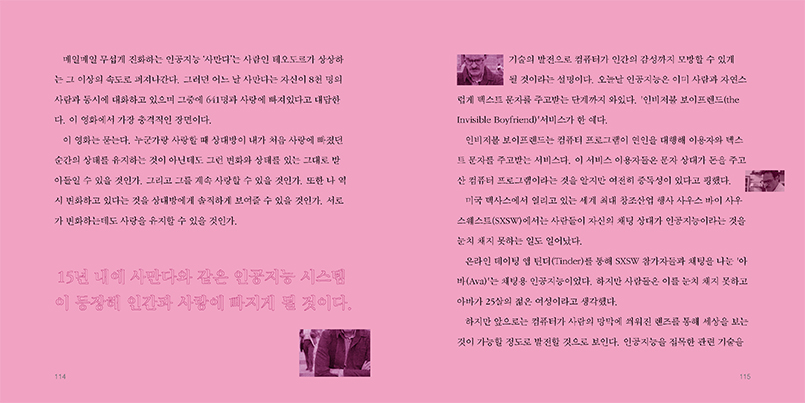 매일매일 무섭게 진화하는 인공지능 '사만다'는 사람인 테오도르가 상상하
는 그 이상의 속도로 퍼져나간다. 그러던 어느 날 사만다는 자신이 8천 명의
사람과 동시에 대화하고 있으며 그중에 641명과 사랑에 빠지있다고 대답한
다. 이 영화에서 가장 충격적인 장면이다.
이 영화는 묻는다. 누군가랑 사랑할 때 상대방이 내가 처음 사랑에 빠졌던
순간의 상태를 유지하는 것이 아닌데도 그런 변화와 상태를 있는 그대로 받
아들일 수 있을 것인가. 그리고 그를 계속 사랑할 수 있을 것인가. 또한 나 역
시 변화하고 있다는 것을 상대방에게 솔직하게 보여줄 수 있을 것인가. 서로
가 변화하는데도 사랑을 유지할 수 있을 것인가.
15년 내에 사만다와 같은 인공지능 시스템
이 등장해 인간과 사랑에 빠지게 될 것이다.
114
기술의 발전으로 컴퓨터가 인간의 감성까지 모방할 수 있게
될 것이라는 설명이다. 오늘날 인공지능은 이미 사람과 자연스
럽게 텍스트 문자를 주고받는 단계까지 와있다. '인비지블 보이프렌드(the
Invisible Boyfriend)'서비스가 한 예다.
인비지블 보이프렌드는 컴퓨터 프로그램이 연인을 대행해 이용자와 텍스
트 문자를 주고받는 서비스다. 이 서비스 이용자들은 문자 상대가 돈을 주고
산 컴퓨터 프로그램이라는 것을 알지만 여전히 중독성이 있다고 평했다.
미국 텍사스에서 열리고 있는 세계 최대 창조산업 행사 사우스 바이 사우
스웨스트(SXSW)에서는 사람들이 자신의 채팅 상대가 인공지능이라는 것을
눈치 채지 못하는 일도 일어났다.
온라인 데이팅 앱 틴더(Tinder)를 통해 SXSW 참가자들과 채팅을 나눈 '아
바(Ava)'는 채팅용 인공지능이었다. 하지만 사람들은 이를 눈치 채지 못하고
아바가 25살의 젊은 여성이라고 생각했다.
하지만 앞으로는 컴퓨터가 사람의 망막에 씌워진 렌즈를 통해 세상을 보는
것이 가능할 정도로 발전할 것으로 보인다. 인공지능을 접목한 관련 기술을
115